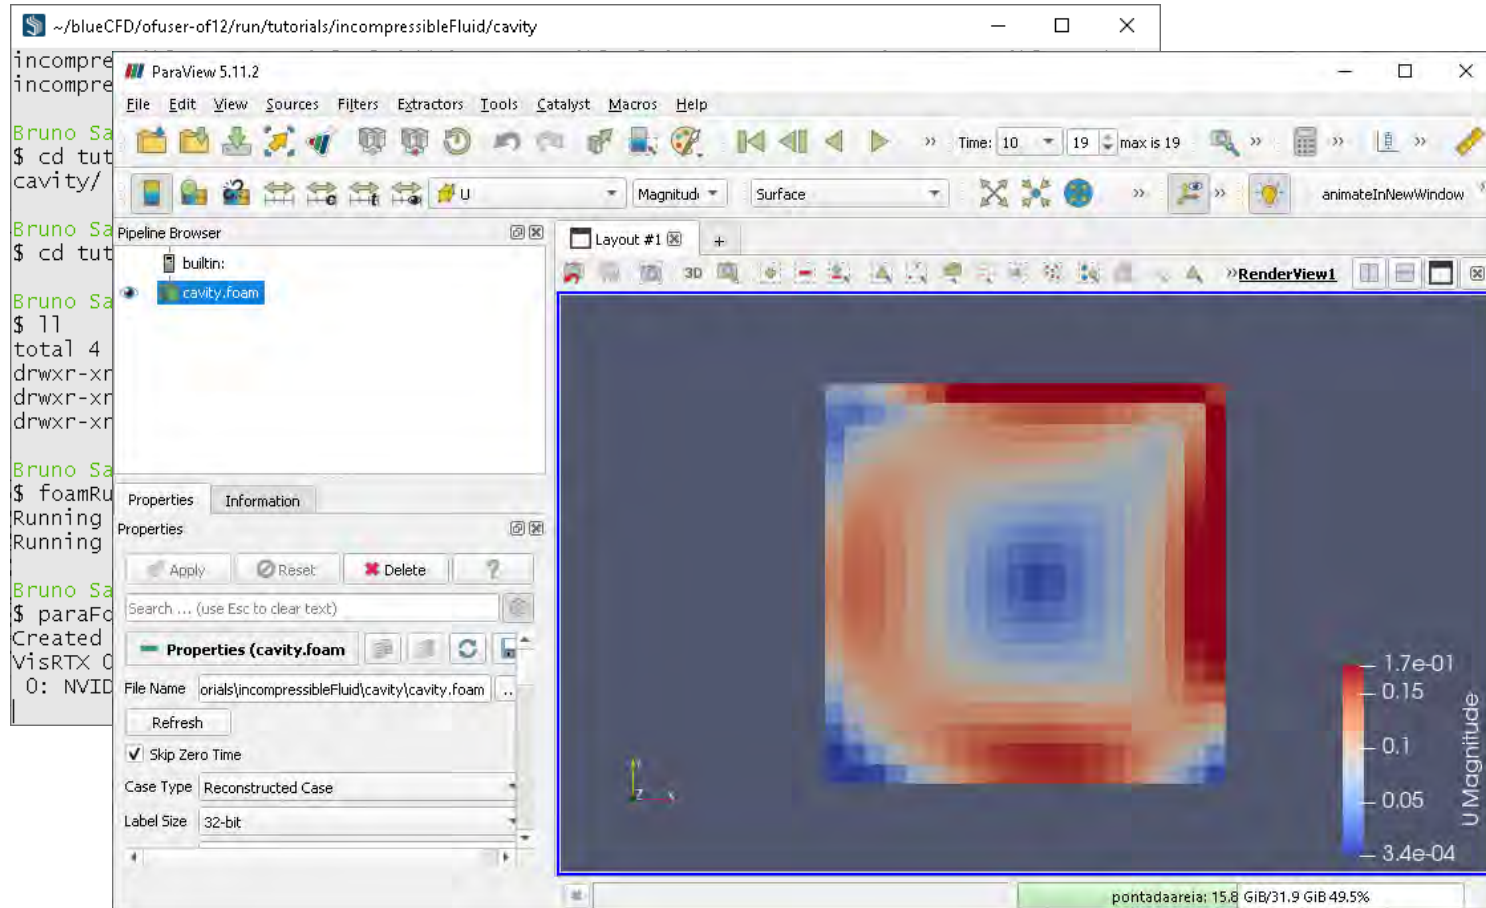 ~/blueCFD/ofuser-of12/run/tutorials/incompressibleFluid/cavity
incompre
incompre
Bruno Sa
$ cd tut
cavity/
Bruno Sa
$ cd tut
Bruno Sa
$ ll
total 4
drwxr-xr
drwxr-xr
drwxr-xr
Bruno Sa
$ foamRu
Running
Running
Bruno Sa
$ paraFo
Created
VisRTX 0
0: NVID
ParaView 5.11.2
File Edit View Sources Filters Extractors Tools Catalyst Macros Help
Time: 10 19 max is 19
U Magnitud Surface animateInNewWindow
Pipeline Browser
builtin:
cavity.foam
Properties Information
Properties
Apply Reset Delete ?
Search ... (use Esc to clear text)
Properties (cavity.foam
File Name orials\incompressibleFluid\cavity\cavity.foam ..
Refresh
Skip Zero Time
Case Type Reconstructed Case
Label Size 32-bit
Layout #1 +
3D RenderView1
Y
Z X
1.7e-01
0.15
0.1
0.05
3.4e-04
U Magnitude
pontadaareia: 15.8 GiB/31.9 GiB 49.5%